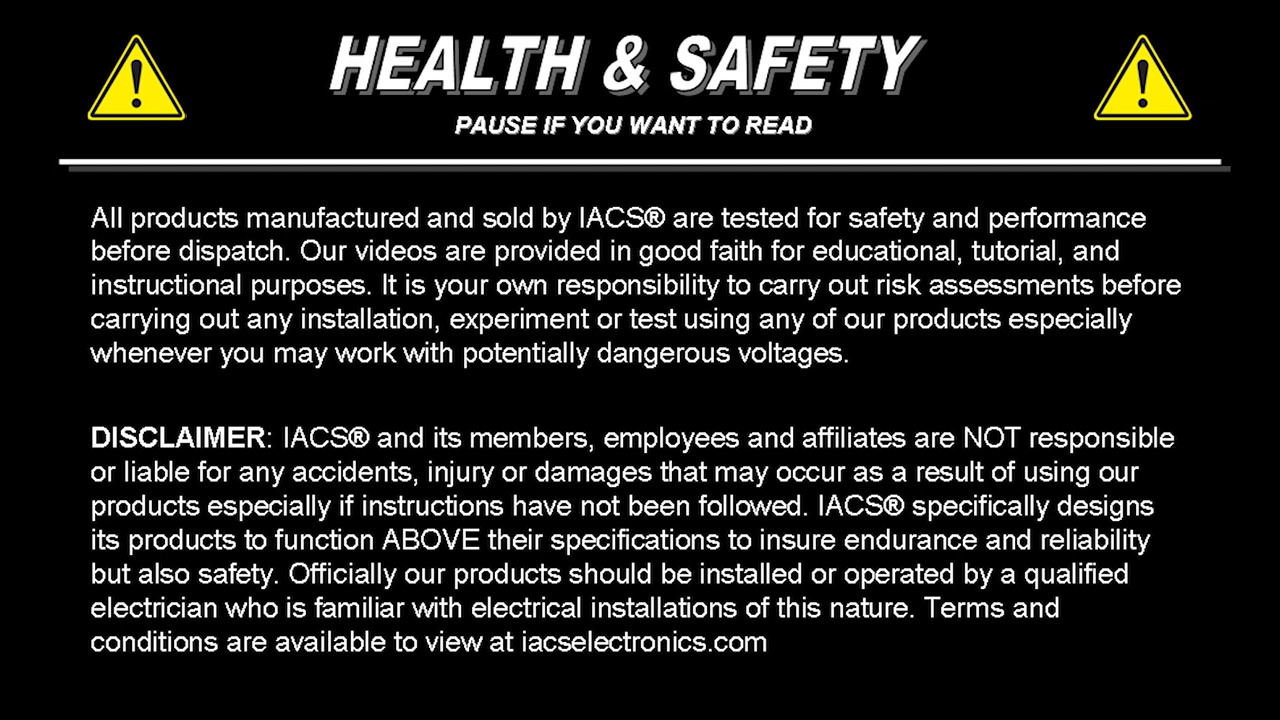 HEALTH & SAFETY
PAUSE IF YOU WANT TO READ
All products manufactured and sold by IACS® are tested for safety and performance
before dispatch. Our videos are provided in good faith for educational, tutorial, and
instructional purposes. It is your own responsibility to carry out risk assessments before
carrying out any installation, experiment or test using any of our products especially
whenever you may work with potentially dangerous voltages.
DISCLAIMER: IACS® and its members, employees and affiliates are NOT responsible
or liable for any accidents, injury or damages that may occur as a result of using our
products especially if instructions have not been followed. IACS® specifically designs
its products to function ABOVE their specifications to insure endurance and reliability
but also safety. Officially our products should be installed or operated by a qualified
electrician who is familiar with electrical installations of this nature. Terms and
conditions are available to view at iacselectronics.com